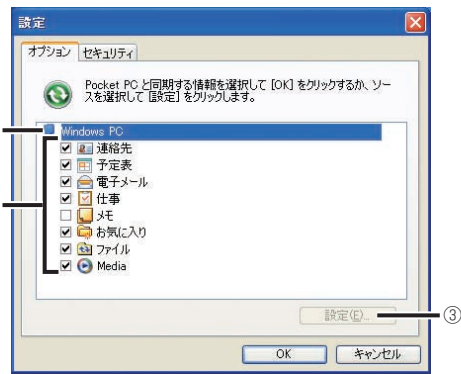 設定
オプション セキュリティ
Pocket PC と同期する情報を選択して [OK] をクリックするか、ソー
スを選択して [設定] をクリックします。
Windows PC
連絡先
予定表
電子メール
仕事
メモ
お気に入り
ファイル
Media
設定(E)...
③
OK キャンセル